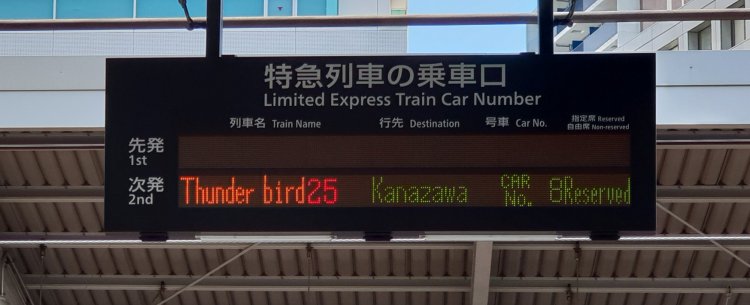 特急列車の乗車口
Limited Express Train Car Number
列車名 Train Name 行先 Destination 号車 Car No. 指定席 Reserved
自由席 Non-reserved
先発
1st
次発
2nd
Thunder bird25 Kanazawa CAR No. 8Reserved